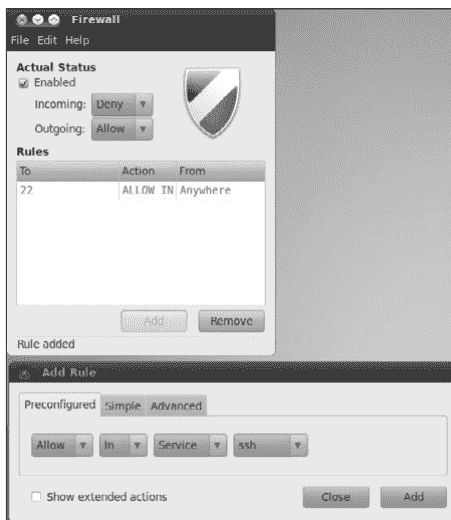 Firewall
File Edit Help
Actual Status
Enabled
Incoming: Deny
Outgoing: Allow
Rules
To Action From
22 ALLOW IN Anywhere
Add Remove
Rule added
Add Rule
Preconfigured Simple Advanced
Allow In Service ssh
Show extended actions Close Add